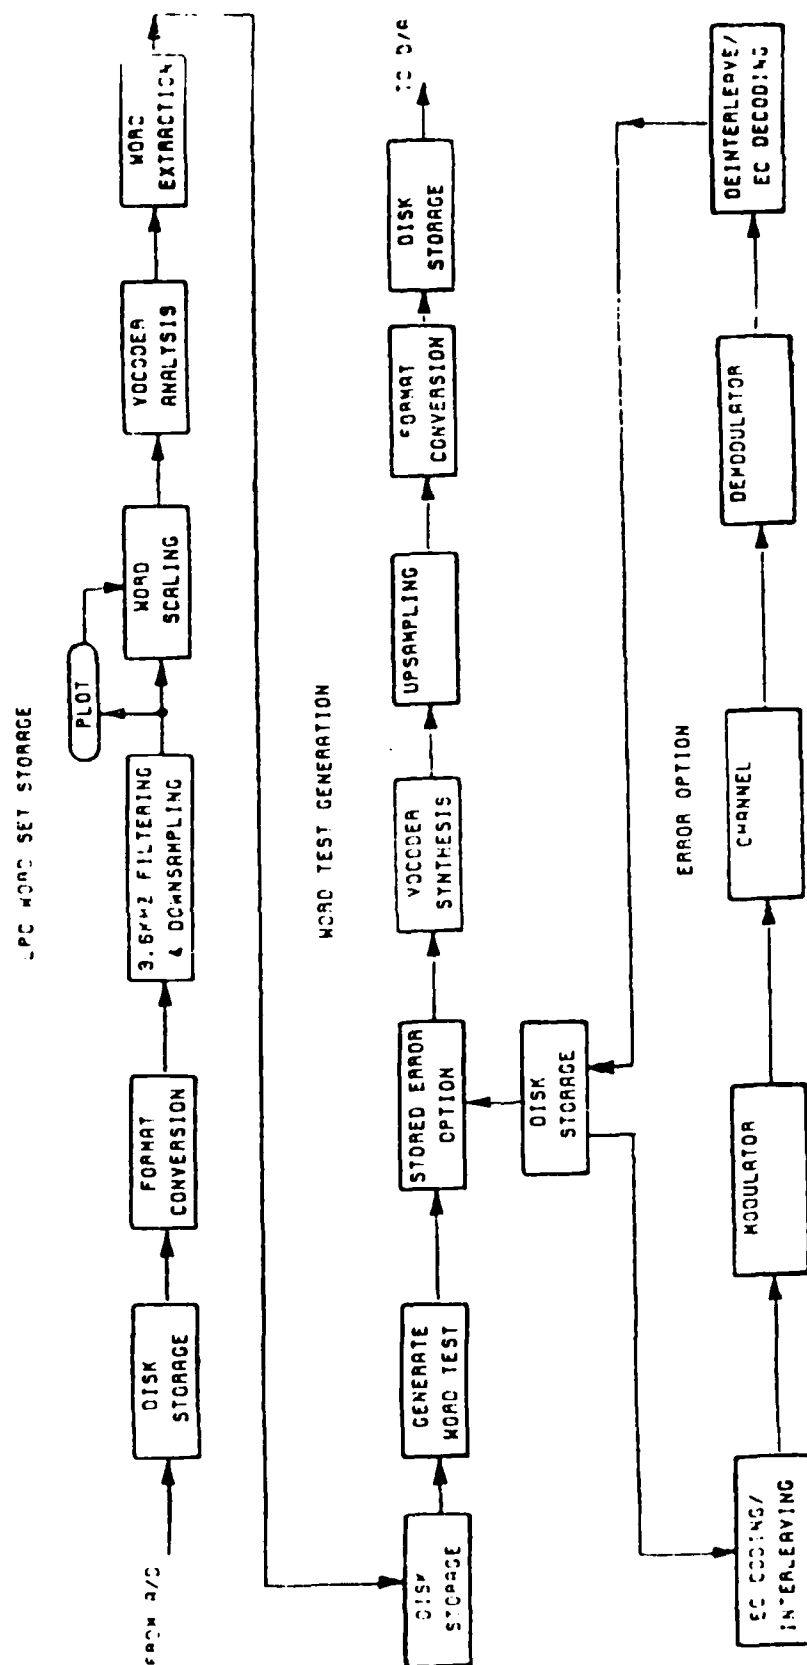 LPC WORD SET STORAGE
FROM A/D
DISK
STORAGE
FORMAT
CONVERSION
3.6KHZ FILTERING
& DOWNSAMPLING
PLOT
WORD
SCALING
VOCODER
ANALYSIS
WORD
EXTRACTION
WORD TEST GENERATION
DISK
STORAGE
GENERATE
WORD TEST
STORED ERROR
OPTION
VOCODER
SYNTHESIS
UPSAMPLING
FORMAT
CONVERSION
DISK
STORAGE
TO D/A
DISK
STORAGE
ERROR OPTION
EC CODING/
INTERLEAVING
MODULATOR
CHANNEL
DEMODULATOR
DEINTERLEAVE/
EC DECODING